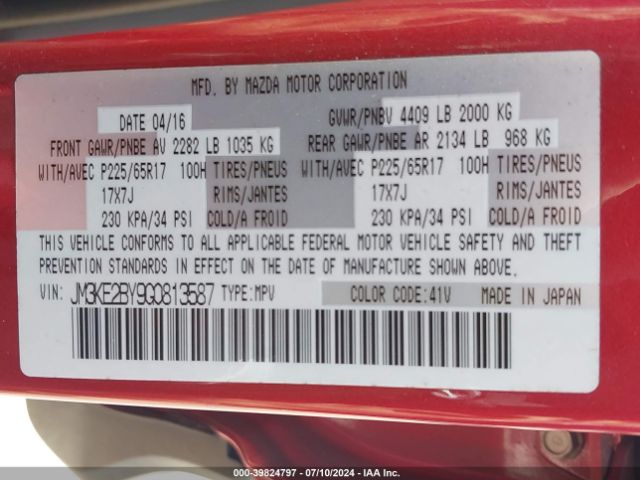 MFD. BY MAZDA MOTOR CORPORATION
DATE 04/16 GVWR/PNBV 4409 LB 2000 KG
FRONT GAWR/PNBE AV 2282 LB 1035 KG REAR GAWR/PNBE AR 2134 LB 968 KG
WITH/AVEC P225/65R17 100H TIRES/PNEUS WITH/AVEC P225/65R17 100H TIRES/PNEUS
17X7J RIMS/JANTES 17X7J RIMS/JANTES
230 KPA/34 PSI COLD/A FROID 230 KPA/34 PSI COLD/A FROID
THIS VEHICLE CONFORMS TO ALL APPLICABLE FEDERAL MOTOR VEHICLE SAFETY AND THEFT
PREVENTION STANDARDS IN EFFECT ON THE DATE OF MANUFACTURE SHOWN ABOVE.
VIN: JM3KE2BY9G0813587 TYPE:MPV COLOR CODE:41V MADE IN JAPAN
000-39824797 - 07/10/2024 - IAA Inc.